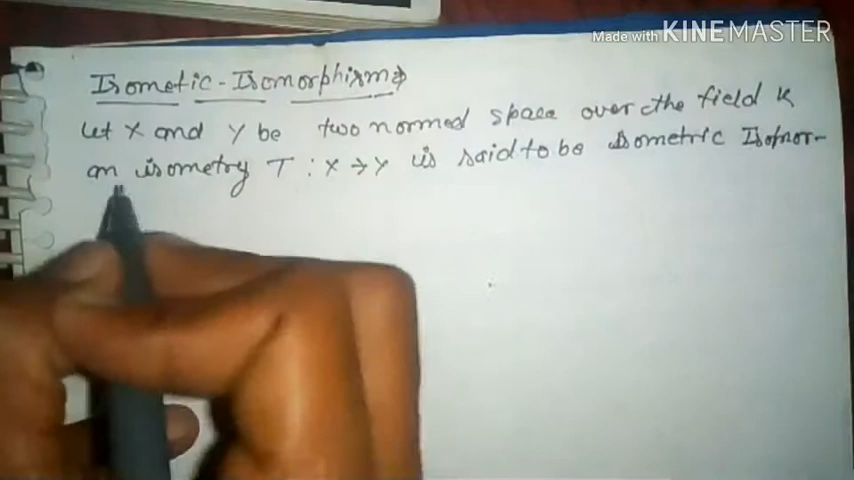 Made with KINEMASTER
Isometic-Isomorphism
Let X and Y be two normed space over the field K
an isometry T : X → Y is said to be isometric Isomor-